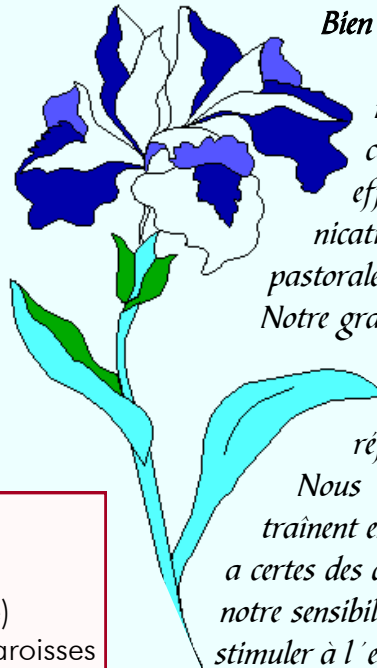 Bien
c
eff
nicati
pastorale
Notre gra
ré
Nous
traînent e
a certes des
notre sensibil
stimuler à l´e
)
aroisses